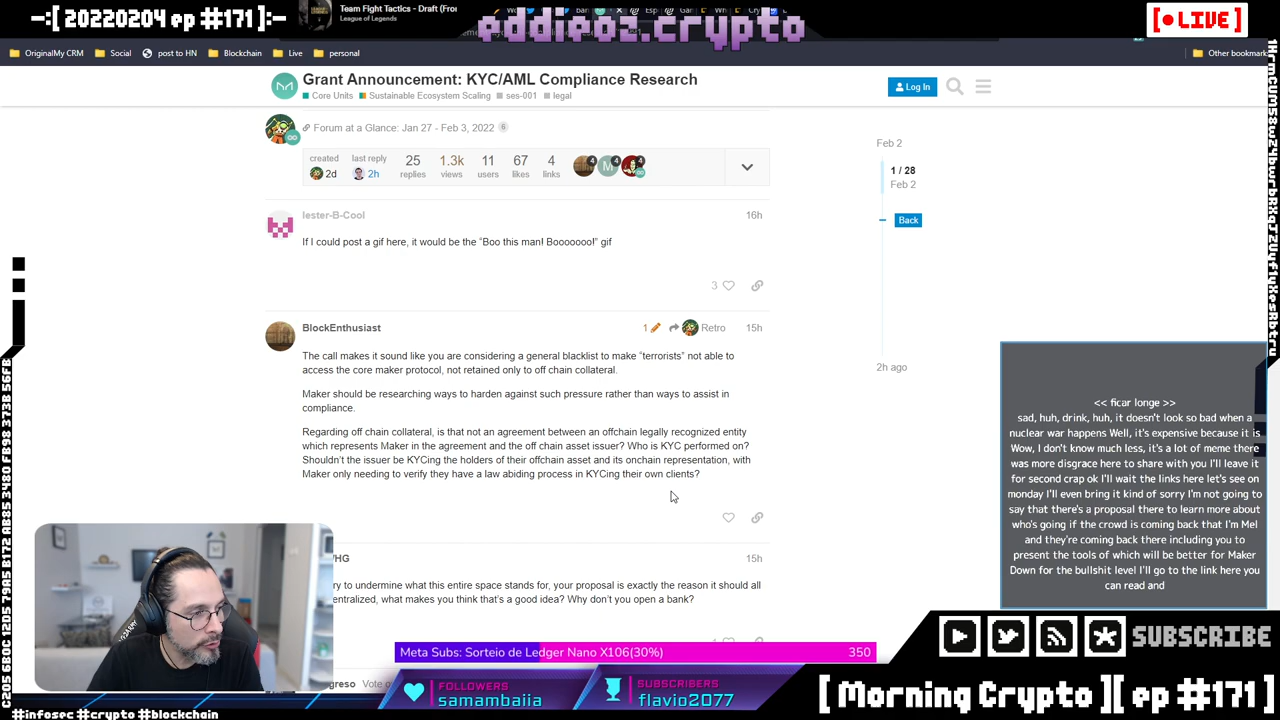 -:[ 20220204 ep #171]:-
Team Fight Tactics - Draft (Fron
League of Legends
eddieoz.crypto
[● LIVE]
OriginalMy CRM
Social
post to HN
Blockchain
Live
personal
Other bookmark
Grant Announcement: KYC/AML Compliance Research
Core Units Sustainable Ecosystem Scaling ses-001 legal
Log In
Forum at a Glance: Jan 27 - Feb 3, 2022 6
created last reply 25 1.3k 11 67 4
2d 2h replies views users likes links
4 4 4
Feb 2
1 / 28
Feb 2
Back
2h ago
lester-B-Cool 16h
If I could post a gif here, it would be the “Boo this man! Booooooo!” gif
3
BlockEnthusiast 1 Retro 15h
The call makes it sound like you are considering a general blacklist to make “terrorists” not able to
access the core maker protocol, not retained only to off chain collateral.
Maker should be researching ways to harden against such pressure rather than ways to assist in
compliance.
Regarding off chain collateral, is that not an agreement between an offchain legally recognized entity
which represents Maker in the agreement and the off chain asset issuer? Who is KYC performed on?
Shouldn't the issuer be KYCing the holders of their offchain asset and its onchain representation, with
Maker only needing to verify they have a law abiding process in KYCing their own clients?
HG 15h
ry to undermine what this entire space stands for, your proposal is exactly the reason it should all
entralized, what makes you think that's a good idea? Why don't you open a bank?
<< ficar longe >>
sad, huh, drink, huh, it doesn't look so bad when a
nuclear war happens Well, it's expensive because it is
Wow, I don't know much less, it's a lot of meme there
was more disgrace here to share with you I'll leave it
for second crap ok I'll wait the links here let's see on
monday I'll even bring it kind of sorry I'm not going to
say that there's a proposal there to learn more about
who's going if the crowd is coming back that I'm Mel
and they're coming back there including you to
present the tools of which will be better for Maker
Down for the bullshit level I'll go to the link here you
can read and
Meta Subs: Sorteio de Ledger Nano X106(30%) 350
FOLLOWERS
samambaiia
SUBSCRIBERS
flavio2077
SUBSCRIBE
[Morning Crypto][ep #171]
infosec #crypto #blockchain